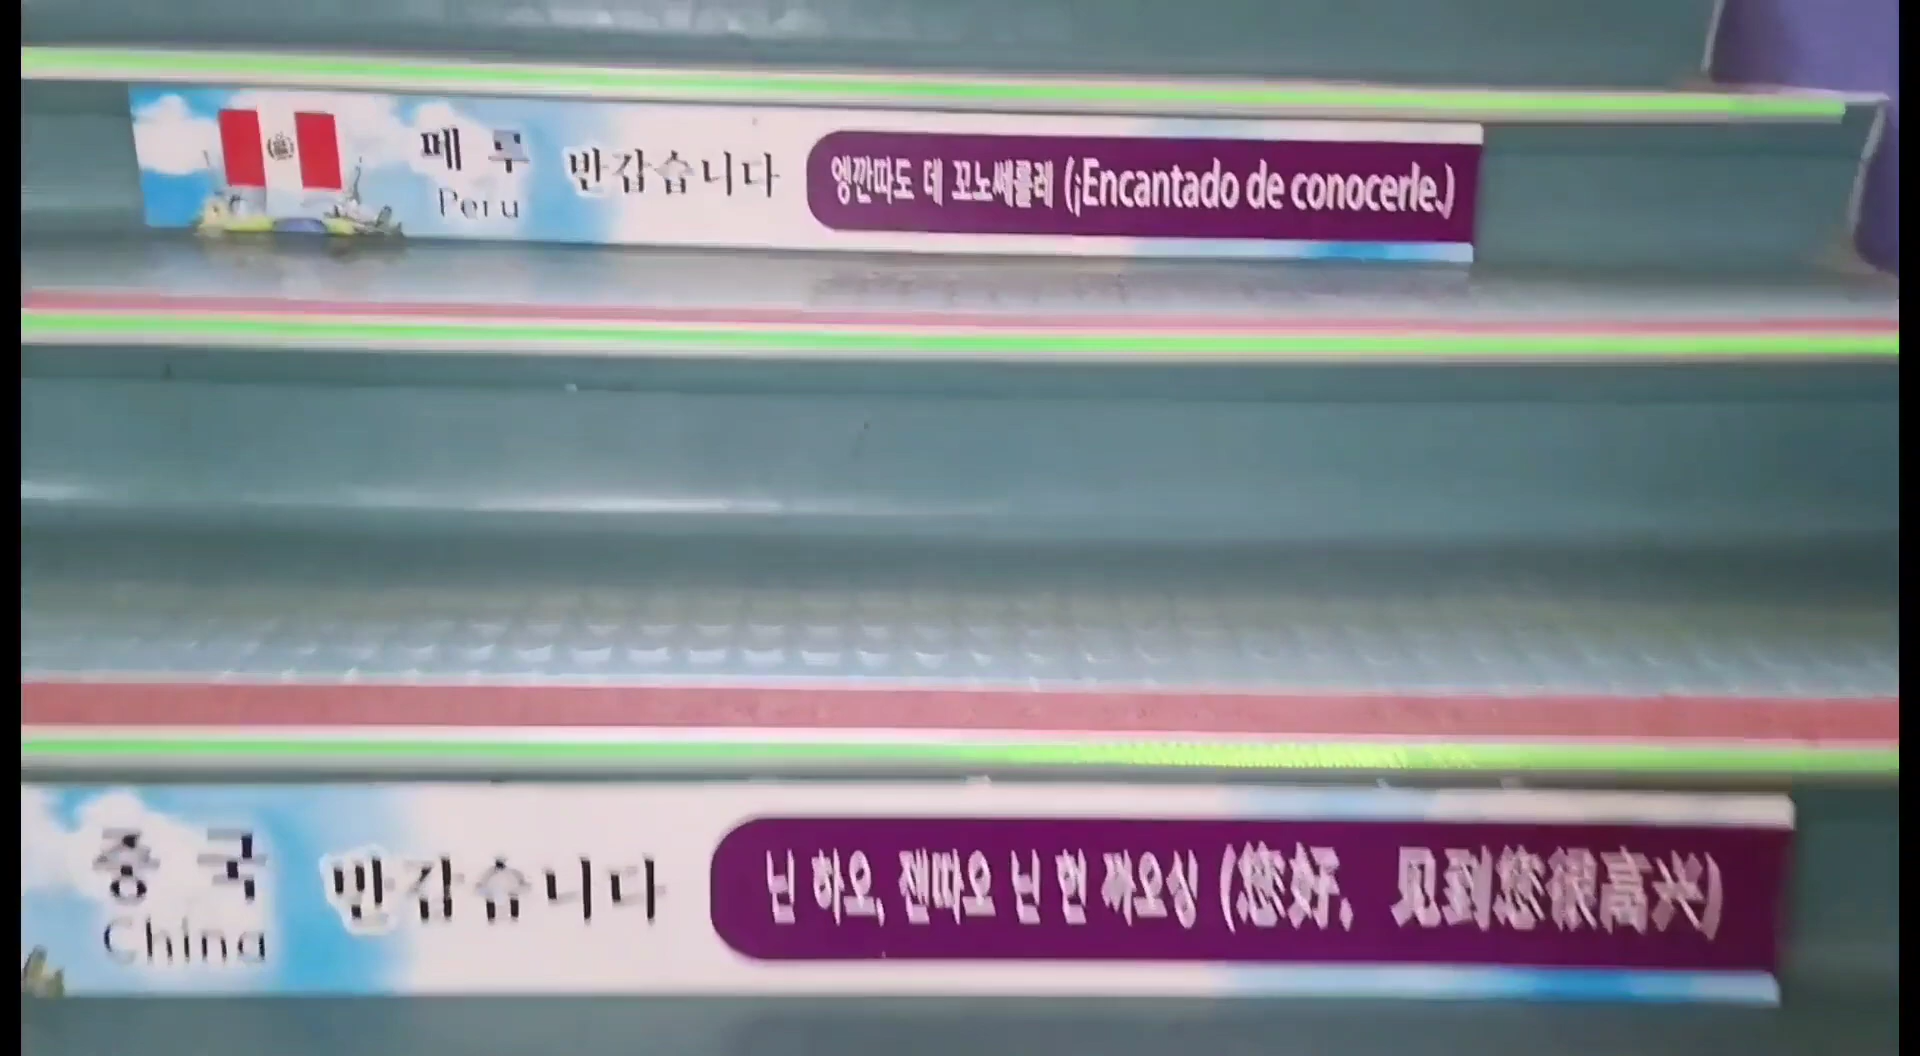 페 루 반갑습니다 엥깐따도 데 꼬노쎄를레 (¡Encantado de conocerle.)
Peru
중 국 반갑습니다 닌 하오, 젠따오 닌 헌 까오싱 (您好, 见到您很高兴)
China